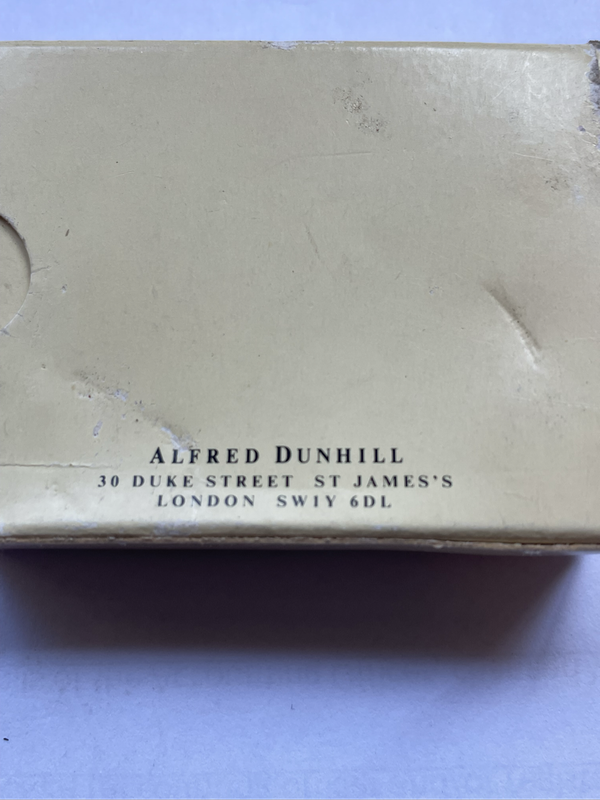 ALFRED DUNHILL
30 DUKE STREET ST JAMES'S
LONDON SW1Y 6DL